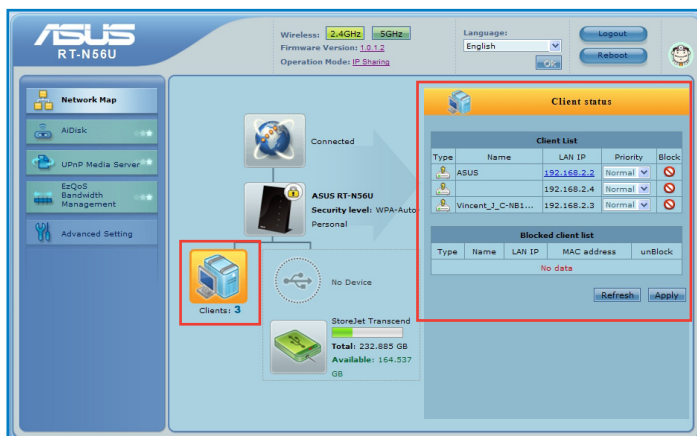 ASUS
RT-N56U
Wireless: 2.4GHz 5GHz
Firmware Version: 1.0.1.2
Operation Mode: IP Sharing
Language:
English
OK
Logout
Reboot
Network Map
AiDisk
UPnP Media Server
EzQoS
Bandwidth
Management
Advanced Setting
Connected
ASUS RT-N56U
Security level: WPA-Auto-
Personal
Clients: 3
No Device
StoreJet Transcend
Total: 232.885 GB
Available: 164.537
GB
Client status
Client List
Type Name LAN IP Priority Block
ASUS 192.168.2.2 Normal
192.168.2.4 Normal
Vincent_J_C-NB1... 192.168.2.3 Normal
Blocked client list
Type Name LAN IP MAC address unBlock
No data
Refresh Apply